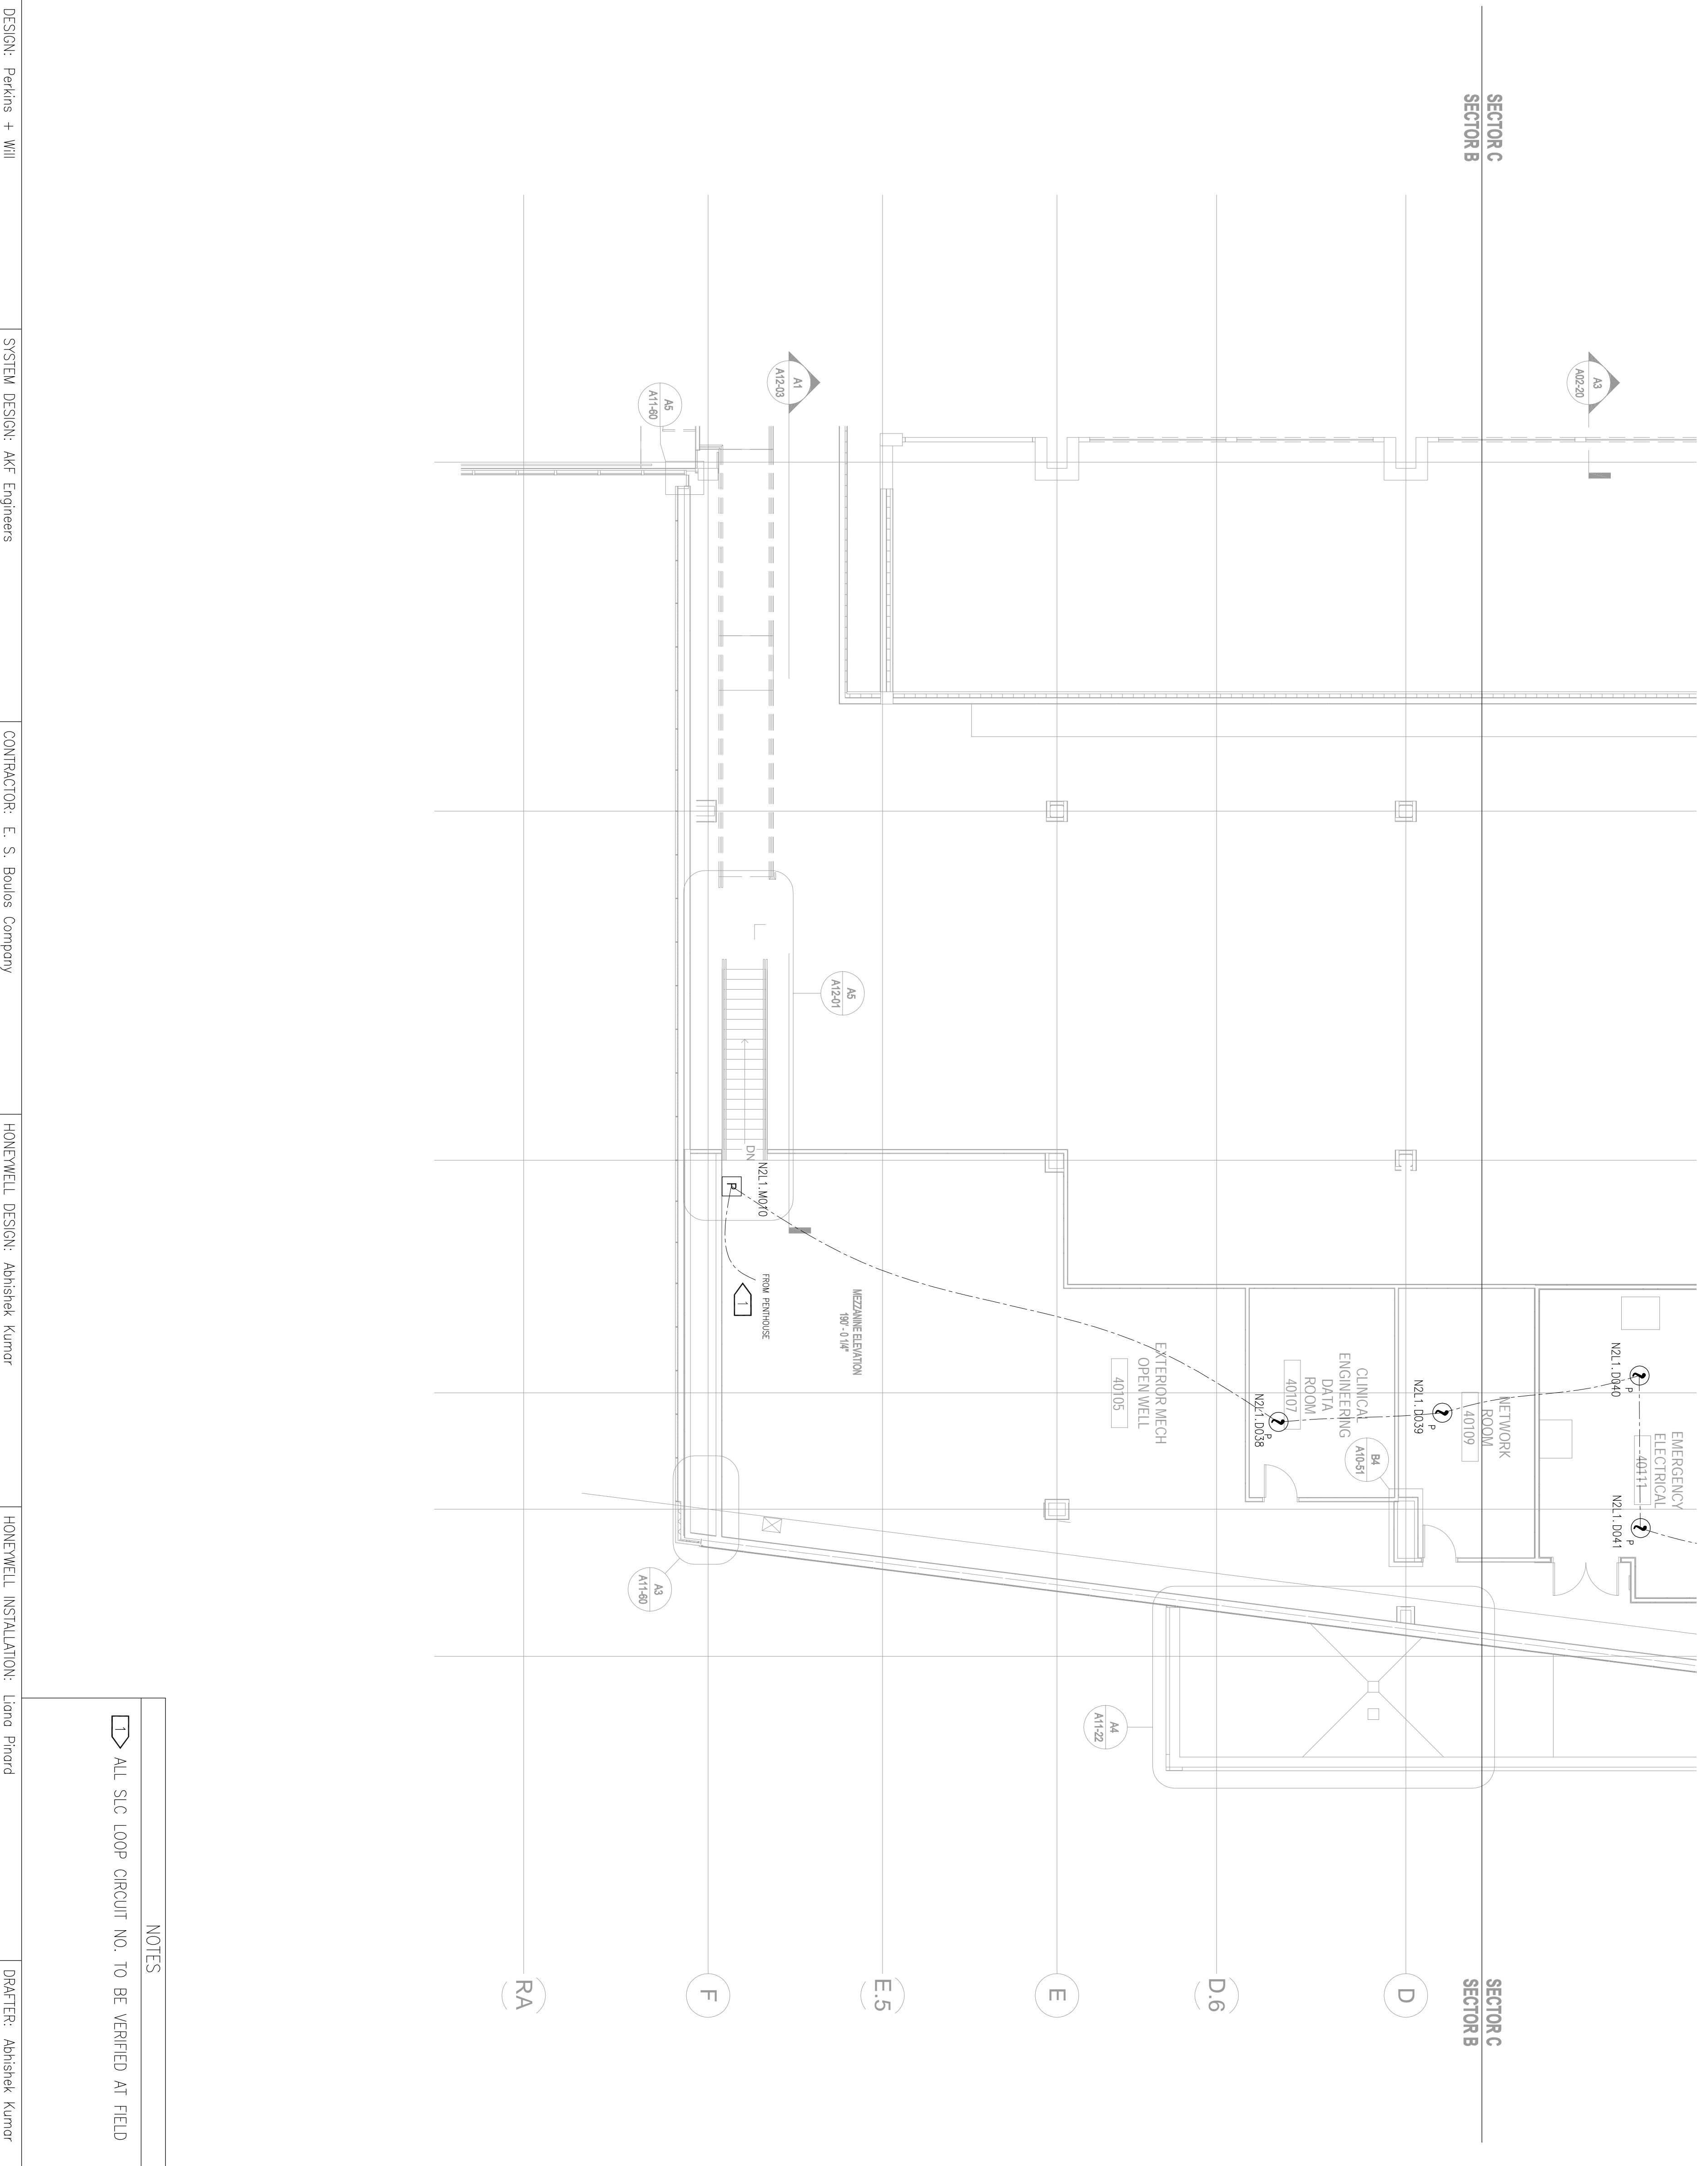 SECTOR C
SECTOR B
A3
A02-20
A1
A12-03
A5
A11-60
A5
A12-01
DN
N2L1.M010
P
FROM PENTHOUSE
1
MEZZANINE ELEVATION
190' - 0 1/4"
EXTERIOR MECH
OPEN WELL
40105
CLINICAL
ENGINEERING
DATA
ROOM
40107
N2L1.D038
P
N2L1.D039
P
NETWORK
ROOM
40109
B4
A10-51
N2L1.D040
P
EMERGENCY
ELECTRICAL
40111
N2L1.D041
P
A3
A11-60
A4
A11-22
SECTOR C
SECTOR B
D
D.6
E
E.5
F
RA
NOTES
1 ALL SLC LOOP CIRCUIT NO. TO BE VERIFIED AT FIELD
DESIGN: Perkins + Will
SYSTEM DESIGN: AKF Engineers
CONTRACTOR: E. S. Boulos Company
HONEYWELL DESIGN: Abhishek Kumar
HONEYWELL INSTALLATION: Liana Pinard
DRAFTER: Abhishek Kumar